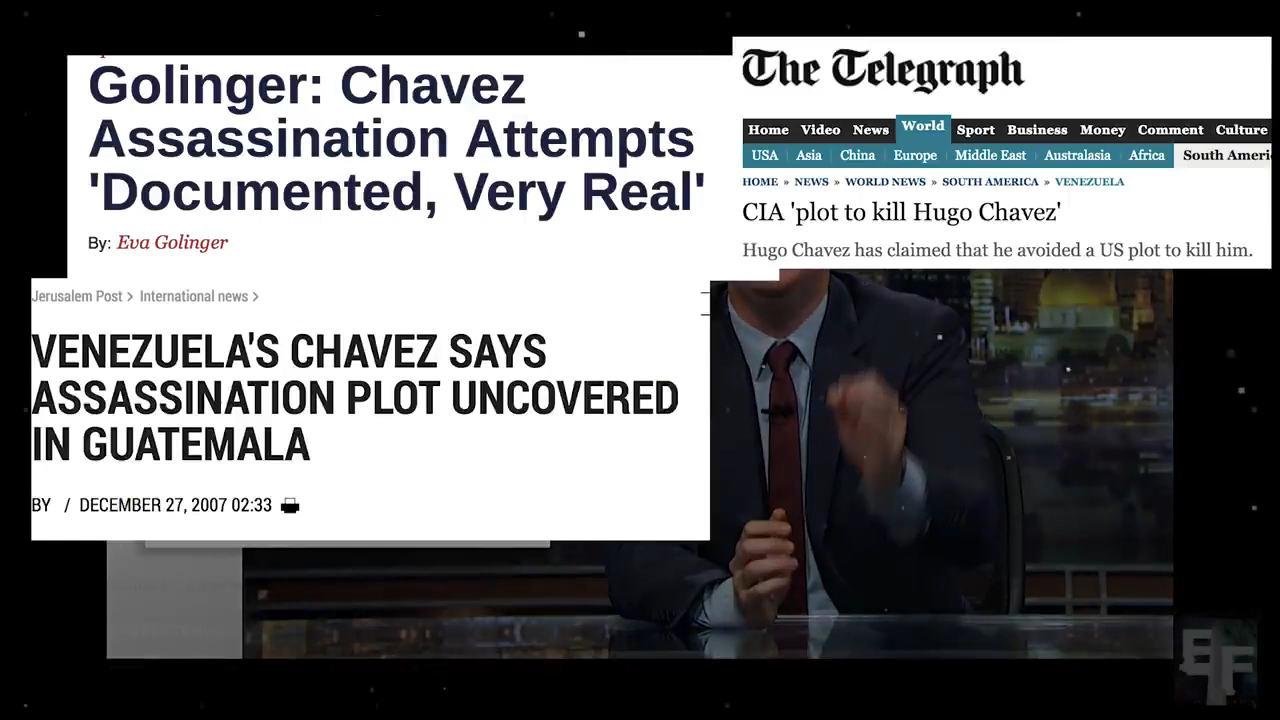 Golinger: Chavez
Assassination Attempts
'Documented, Very Real'
By: Eva Golinger
The Telegraph
Home Video News World Sport Business Money Comment Culture
USA Asia China Europe Middle East Australasia Africa South Ameri
HOME » NEWS » WORLD NEWS » SOUTH AMERICA » VENEZUELA
CIA 'plot to kill Hugo Chavez'
Hugo Chavez has claimed that he avoided a US plot to kill him.
Jerusalem Post > International news >
VENEZUELA'S CHAVEZ SAYS
ASSASSINATION PLOT UNCOVERED
IN GUATEMALA
BY / DECEMBER 27, 2007 02:33